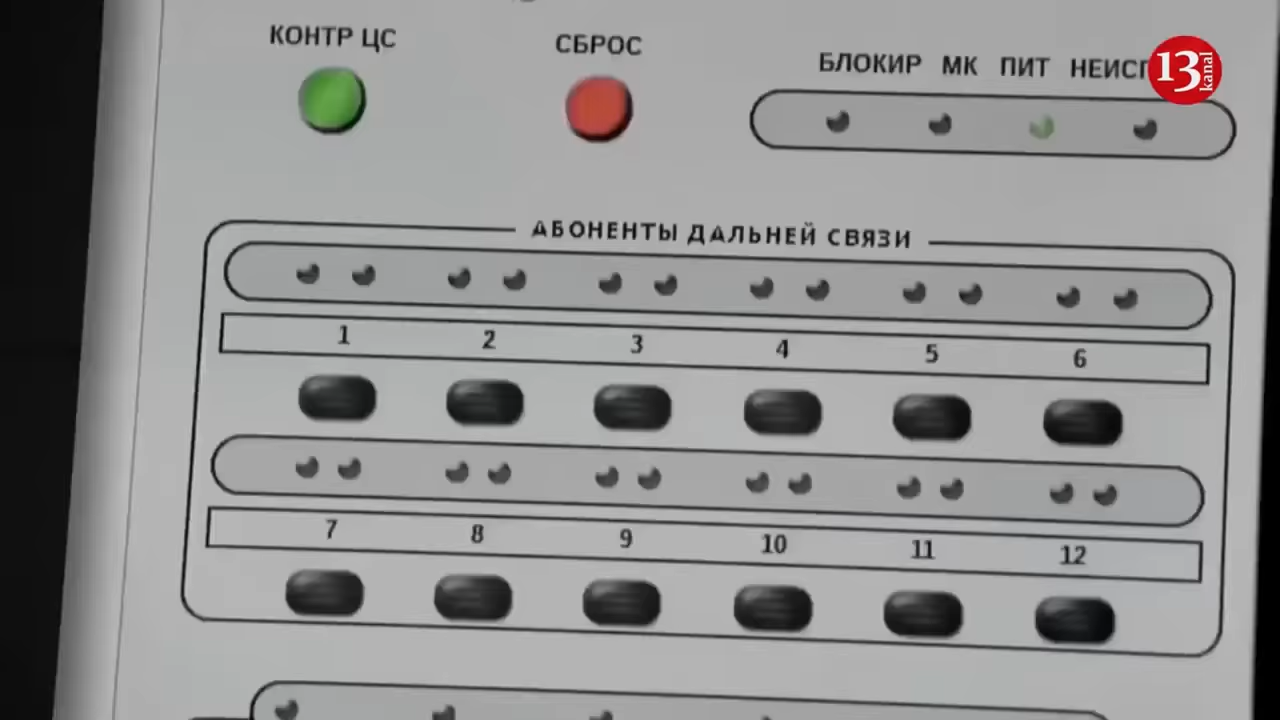 КОНТР ЦС
СБРОС
БЛОКИР МК ПИТ
13 kanal
АБОНЕНТЫ ДАЛЬНЕЙ СВЯЗИ
1 2 3 4 5 6
7 8 9 10 11 12